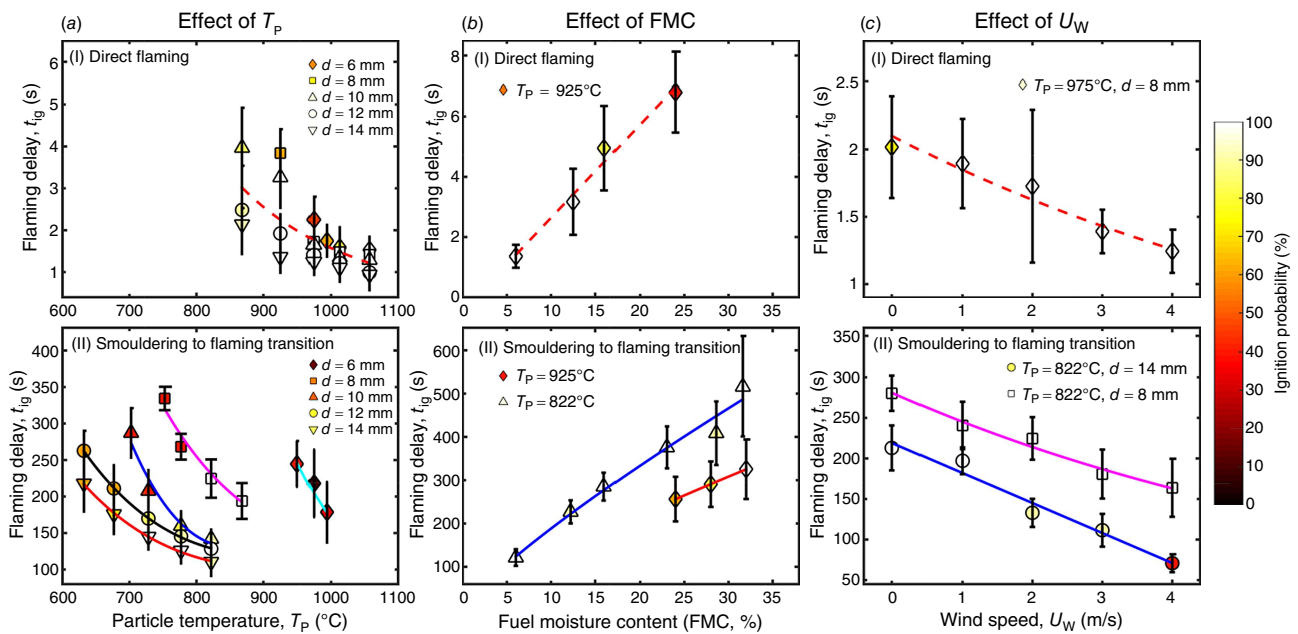 (a) Effect of T_P
(b) Effect of FMC
(c) Effect of U_W
(I) Direct flaming
d = 6 mm
d = 8 mm
d = 10 mm
d = 12 mm
d = 14 mm
Flaming delay, t_ig (s)
6
5
4
3
2
1
600 700 800 900 1000 1100
(I) Direct flaming
T_P = 925°C
Flaming delay, t_ig (s)
8
6
4
2
0
0 5 10 15 20 25 30 35
(I) Direct flaming
T_P = 975°C, d = 8 mm
Flaming delay, t_ig (s)
2.5
2
1.5
1
0 1 2 3 4
(II) Smouldering to flaming transition
d = 6 mm
d = 8 mm
d = 10 mm
d = 12 mm
d = 14 mm
Flaming delay, t_ig (s)
400
350
300
250
200
150
100
600 700 800 900 1000 1100
Particle temperature, T_P (°C)
(II) Smouldering to flaming transition
T_P = 925°C
T_P = 822°C
Flaming delay, t_ig (s)
600
500
400
300
200
100
0 5 10 15 20 25 30 35
Fuel moisture content (FMC, %)
(II) Smouldering to flaming transition
T_P = 822°C, d = 14 mm
T_P = 822°C, d = 8 mm
Flaming delay, t_ig (s)
350
300
250
200
150
100
50
0 1 2 3 4
Wind speed, U_W (m/s)
100
90
80
70
60
50
40
30
20
10
0
Ignition probability (%)